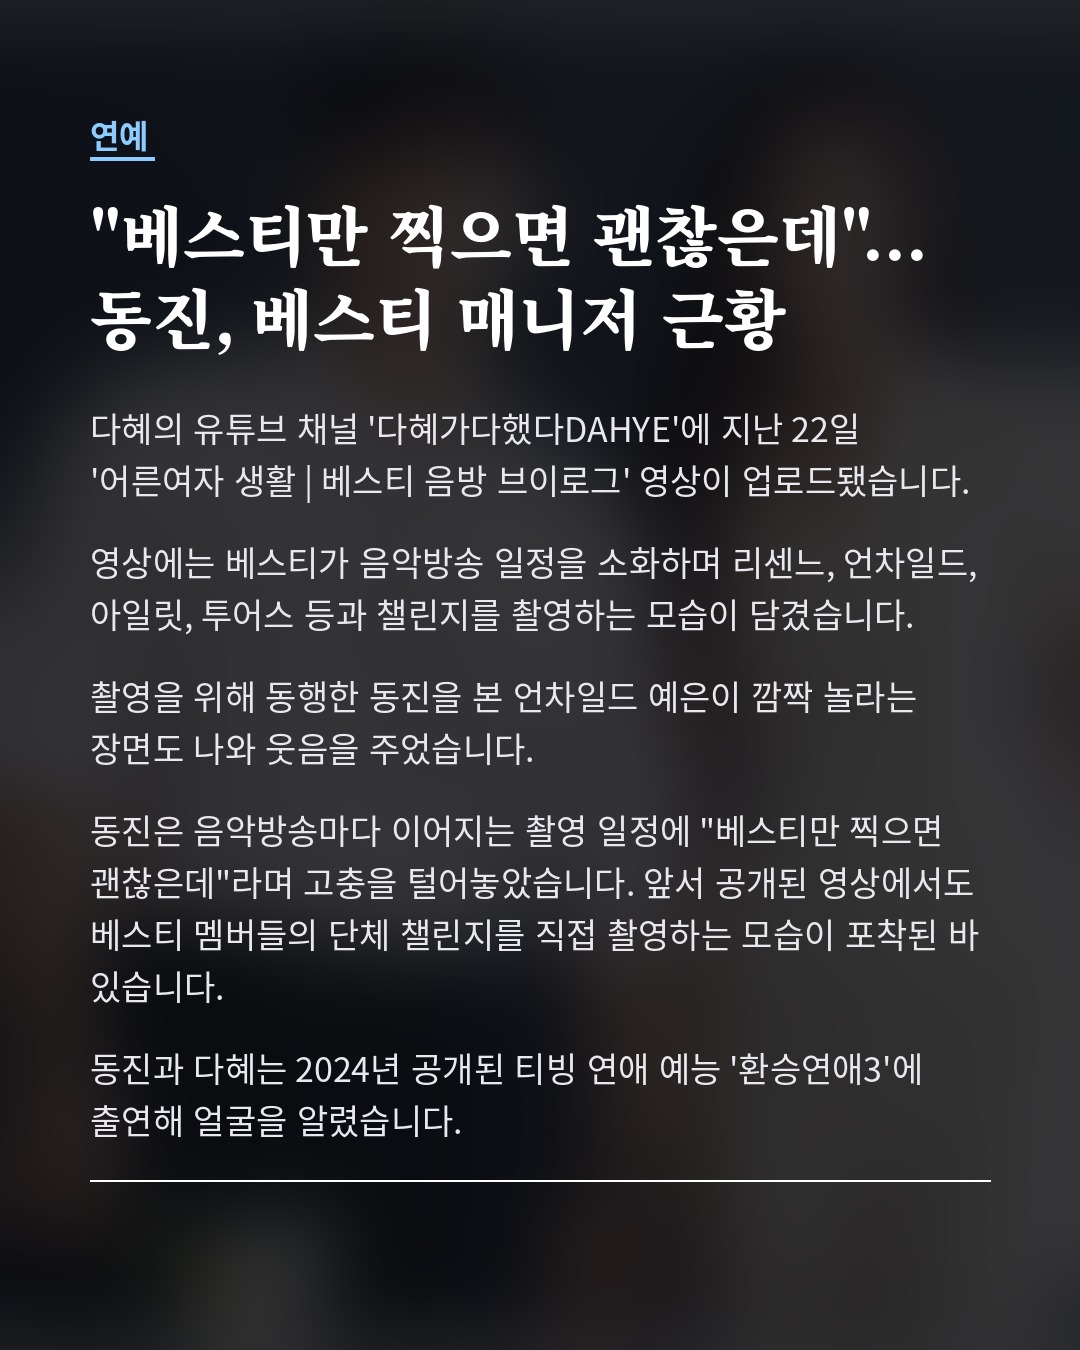 연예
"베스티만 찍으면 괜찮은데"...
동진, 베스티 매니저 근황
다혜의 유튜브 채널 '다혜가다했다DAHYE'에 지난 22일
'어른여자 생활 | 베스티 음방 브이로그' 영상이 업로드됐습니다.
영상에는 베스티가 음악방송 일정을 소화하며 리센느, 언차일드,
아일릿, 투어스 등과 챌린지를 촬영하는 모습이 담겼습니다.
촬영을 위해 동행한 동진을 본 언차일드 예은이 깜짝 놀라는
장면도 나와 웃음을 주었습니다.
동진은 음악방송마다 이어지는 촬영 일정에 "베스티만 찍으면
괜찮은데"라며 고충을 털어놓았습니다. 앞서 공개된 영상에서도
베스티 멤버들의 단체 챌린지를 직접 촬영하는 모습이 포착된 바
있습니다.
동진과 다혜는 2024년 공개된 티빙 연애 예능 '환승연애3'에
출연해 얼굴을 알렸습니다.